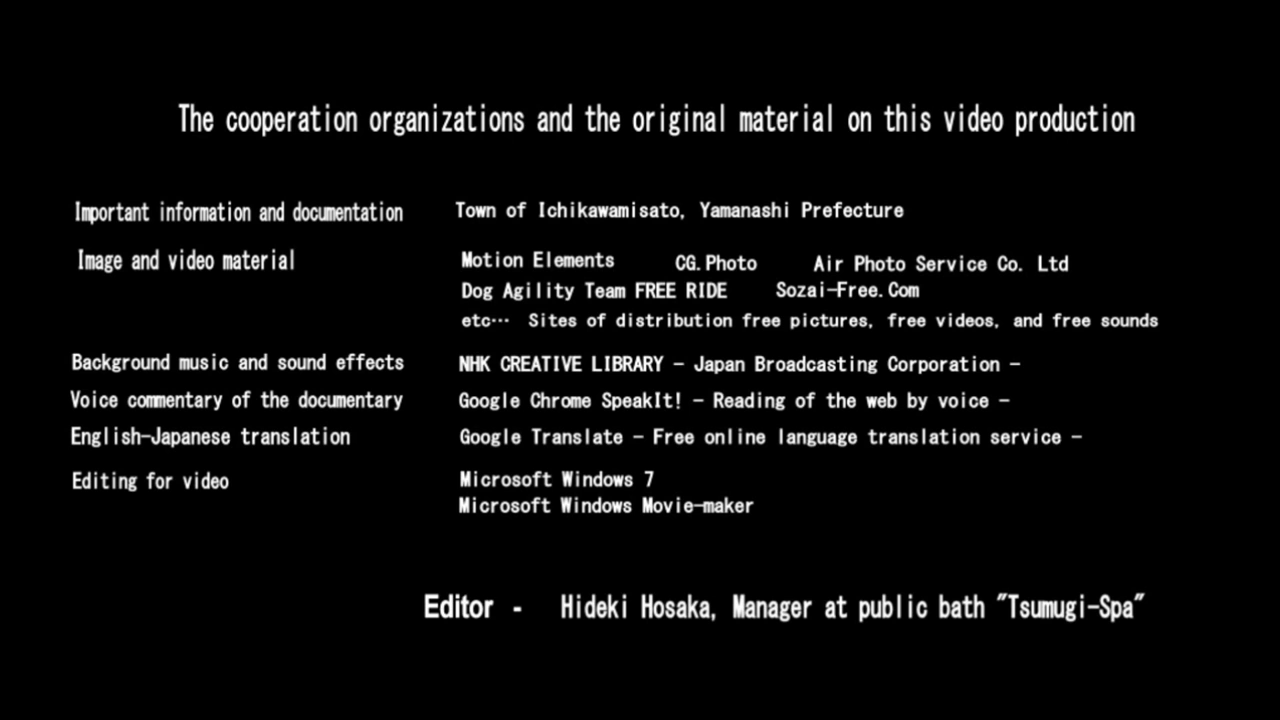 The cooperation organizations and the original material on this video production
Important information and documentation Town of Ichikawamisato, Yamanashi Prefecture
Image and video material Motion Elements CG.Photo Air Photo Service Co. Ltd
Dog Agility Team FREE RIDE Sozai-Free.Com
etc… Sites of distribution free pictures, free videos, and free sounds
Background music and sound effects NHK CREATIVE LIBRARY - Japan Broadcasting Corporation -
Voice commentary of the documentary Google Chrome SpeakIt! - Reading of the web by voice -
English-Japanese translation Google Translate - Free online language translation service -
Editing for video Microsoft Windows 7
Microsoft Windows Movie-maker
Editor - Hideki Hosaka, Manager at public bath "Tsumugi-Spa"